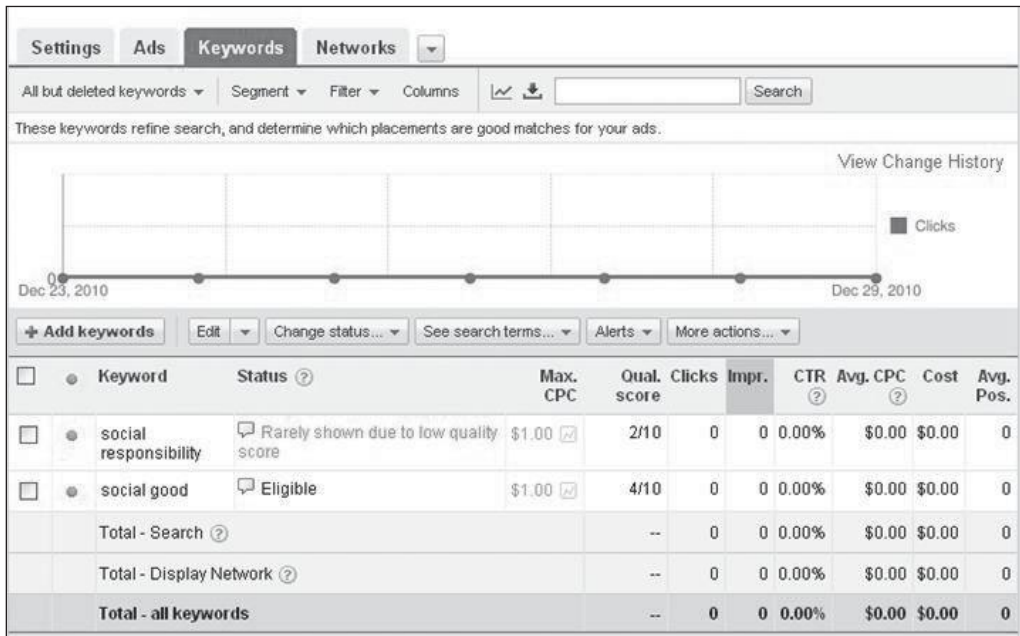 Settings Ads Keywords Networks
All but deleted keywords Segment Filter Columns Search
These keywords refine search, and determine which placements are good matches for your ads.
View Change History
Clicks
0
Dec 23, 2010 Dec 29, 2010
+ Add keywords Edit Change status... See search terms... Alerts More actions...
Keyword Status ? Max. Qual. Clicks Impr. CTR Avg. CPC Cost Avg.
CPC score ? ? Pos.
social Rarely shown due to low quality $1.00 2/10 0 0 0.00% $0.00 $0.00 0
responsibility score
social good Eligible $1.00 4/10 0 0 0.00% $0.00 $0.00 0
Total - Search ? -- 0 0 0.00% $0.00 $0.00 0
Total - Display Network ? -- 0 0 0.00% $0.00 $0.00 0
Total - all keywords -- 0 0 0.00% $0.00 $0.00 0